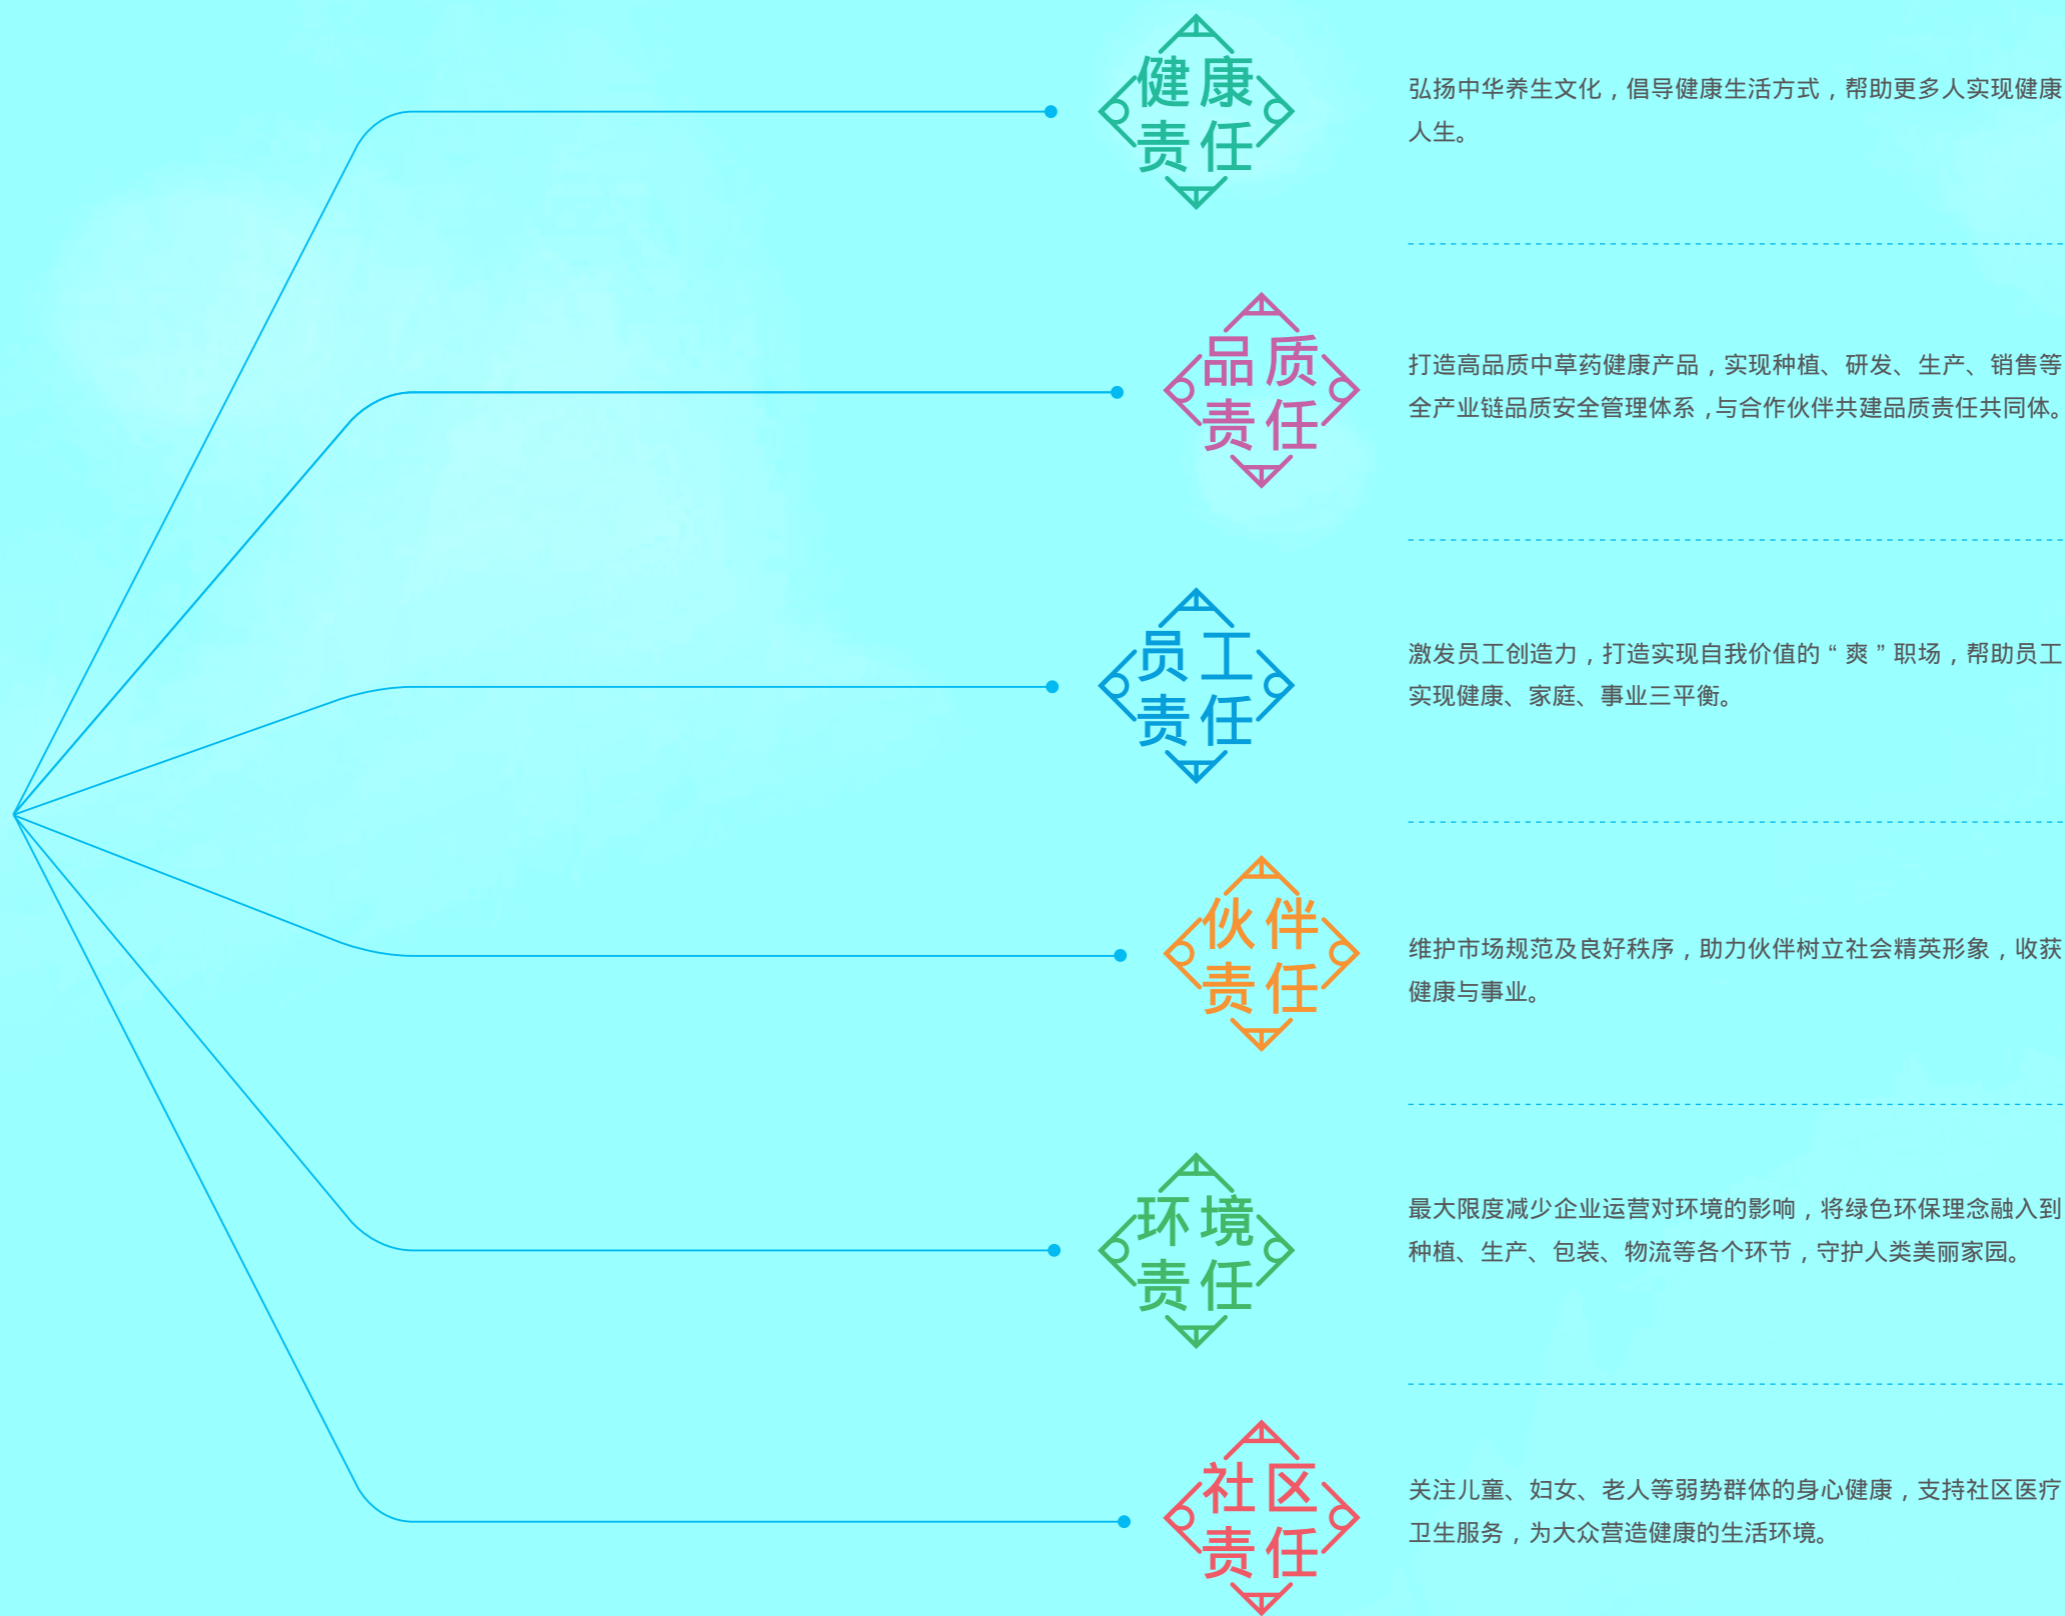 健康
责任
弘扬中华养生文化，倡导健康生活方式，帮助更多人实现健康
人生。
品质
责任
打造高品质中草药健康产品，实现种植、研发、生产、销售等
全产业链品质安全管理体系，与合作伙伴共建品质责任共同体。
员工
责任
激发员工创造力，打造实现自我价值的“爽”职场，帮助员工
实现健康、家庭、事业三平衡。
伙伴
责任
维护市场规范及良好秩序，助力伙伴树立社会精英形象，收获
健康与事业。
环境
责任
最大限度减少企业运营对环境的影响，将绿色环保理念融入到
种植、生产、包装、物流等各个环节，守护人类美丽家园。
社区
责任
关注儿童、妇女、老人等弱势群体的身心健康，支持社区医疗
卫生服务，为大众营造健康的生活环境。